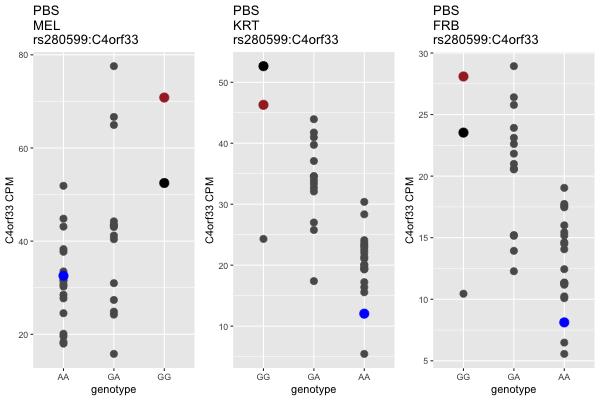 PBS
MEL
rs280599:C4orf33
C4orf33 CPM
80
60
40
20
AA
GA
GG
genotype
PBS
KRT
rs280599:C4orf33
C4orf33 CPM
50
40
30
20
10
GG
GA
AA
genotype
PBS
FRB
rs280599:C4orf33
C4orf33 CPM
30
25
20
15
10
5
GG
GA
AA
genotype